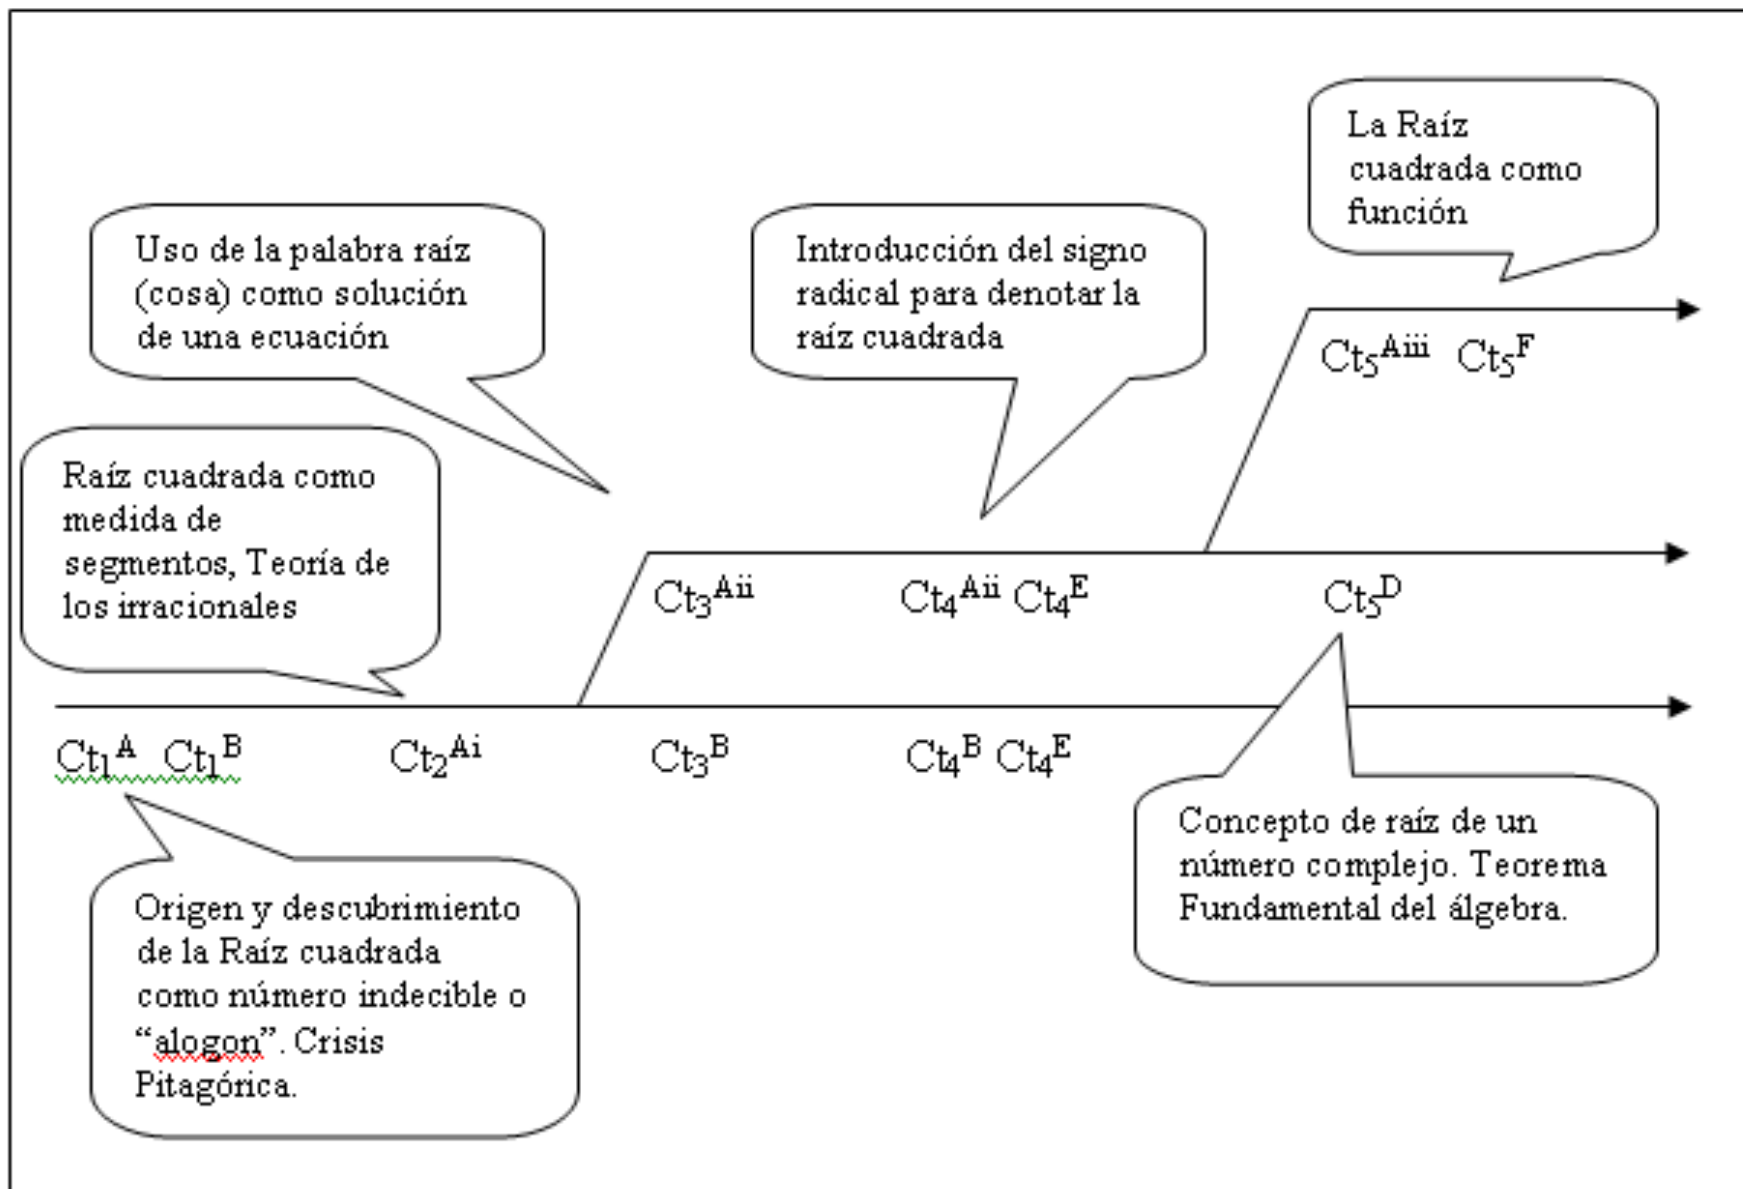 La Raíz
cuadrada como
función
Uso de la palabra raíz
(cosa) como solución
de una ecuación
Introducción del signo
radical para denotar la
raíz cuadrada
Ct₅ᴬⁱⁱⁱ Ct₅ᶠ
Raíz cuadrada como
medida de
segmentos, Teoría de
los irracionales
Ct₃ᴬⁱⁱ Ct₄ᴬⁱⁱ Ct₄ᴱ Ct₅ᴰ
Ct₁ᴬ Ct₁ᴮ Ct₂ᴬⁱ Ct₃ᴮ Ct₄ᴮ Ct₄ᴱ
Origen y descubrimiento
de la Raíz cuadrada
como número indecible o
“alogon”. Crisis
Pitagórica.
Concepto de raíz de un
número complejo. Teorema
Fundamental del álgebra.